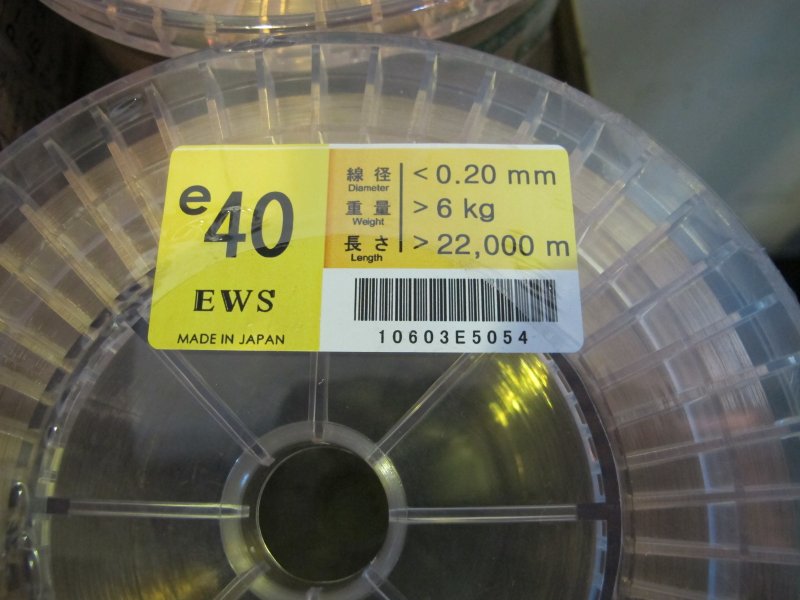 e40
EWS
MADE IN JAPAN
線径 < 0.20 mm
Diameter
重量 > 6 kg
Weight
長さ > 22,000 m
Length
10603E5054